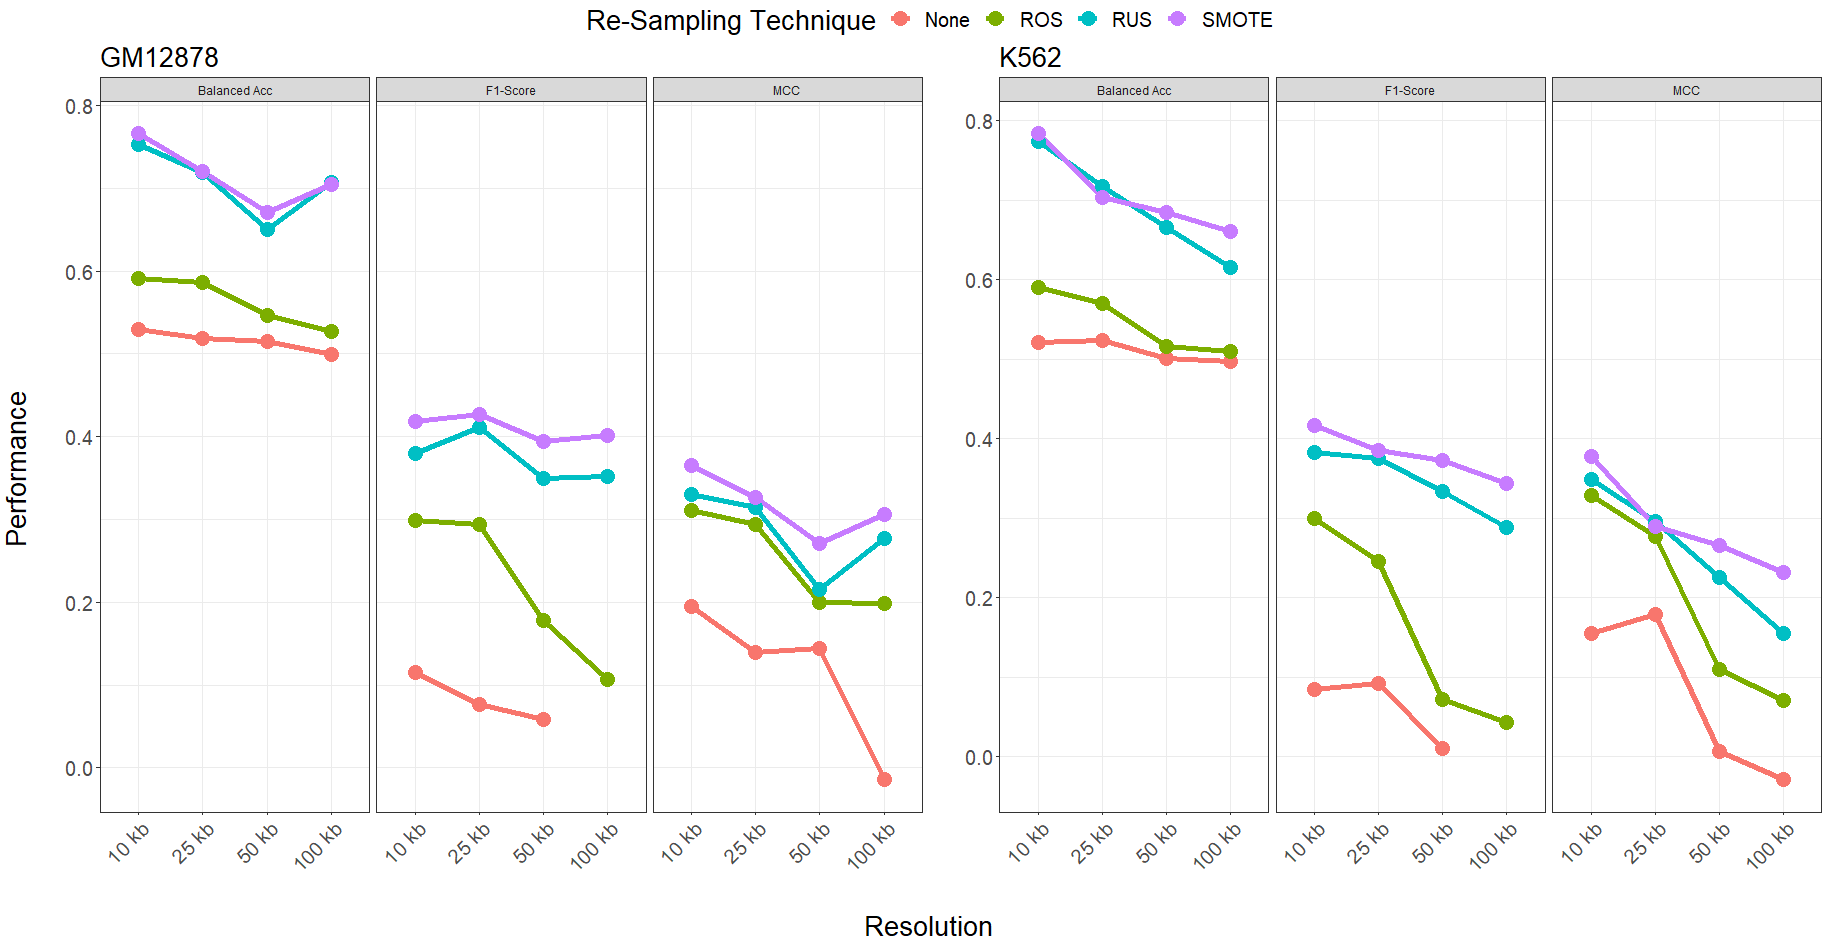 Re-Sampling Technique None ROS RUS SMOTE
GM12878
K562
Balanced Acc F1-Score MCC
Balanced Acc F1-Score MCC
Performance
0.8
0.6
0.4
0.2
0.0
0.8
0.6
0.4
0.2
0.0
10 kb 25 kb 50 kb 100 kb 10 kb 25 kb 50 kb 100 kb 10 kb 25 kb 50 kb 100 kb
10 kb 25 kb 50 kb 100 kb 10 kb 25 kb 50 kb 100 kb 10 kb 25 kb 50 kb 100 kb
Resolution